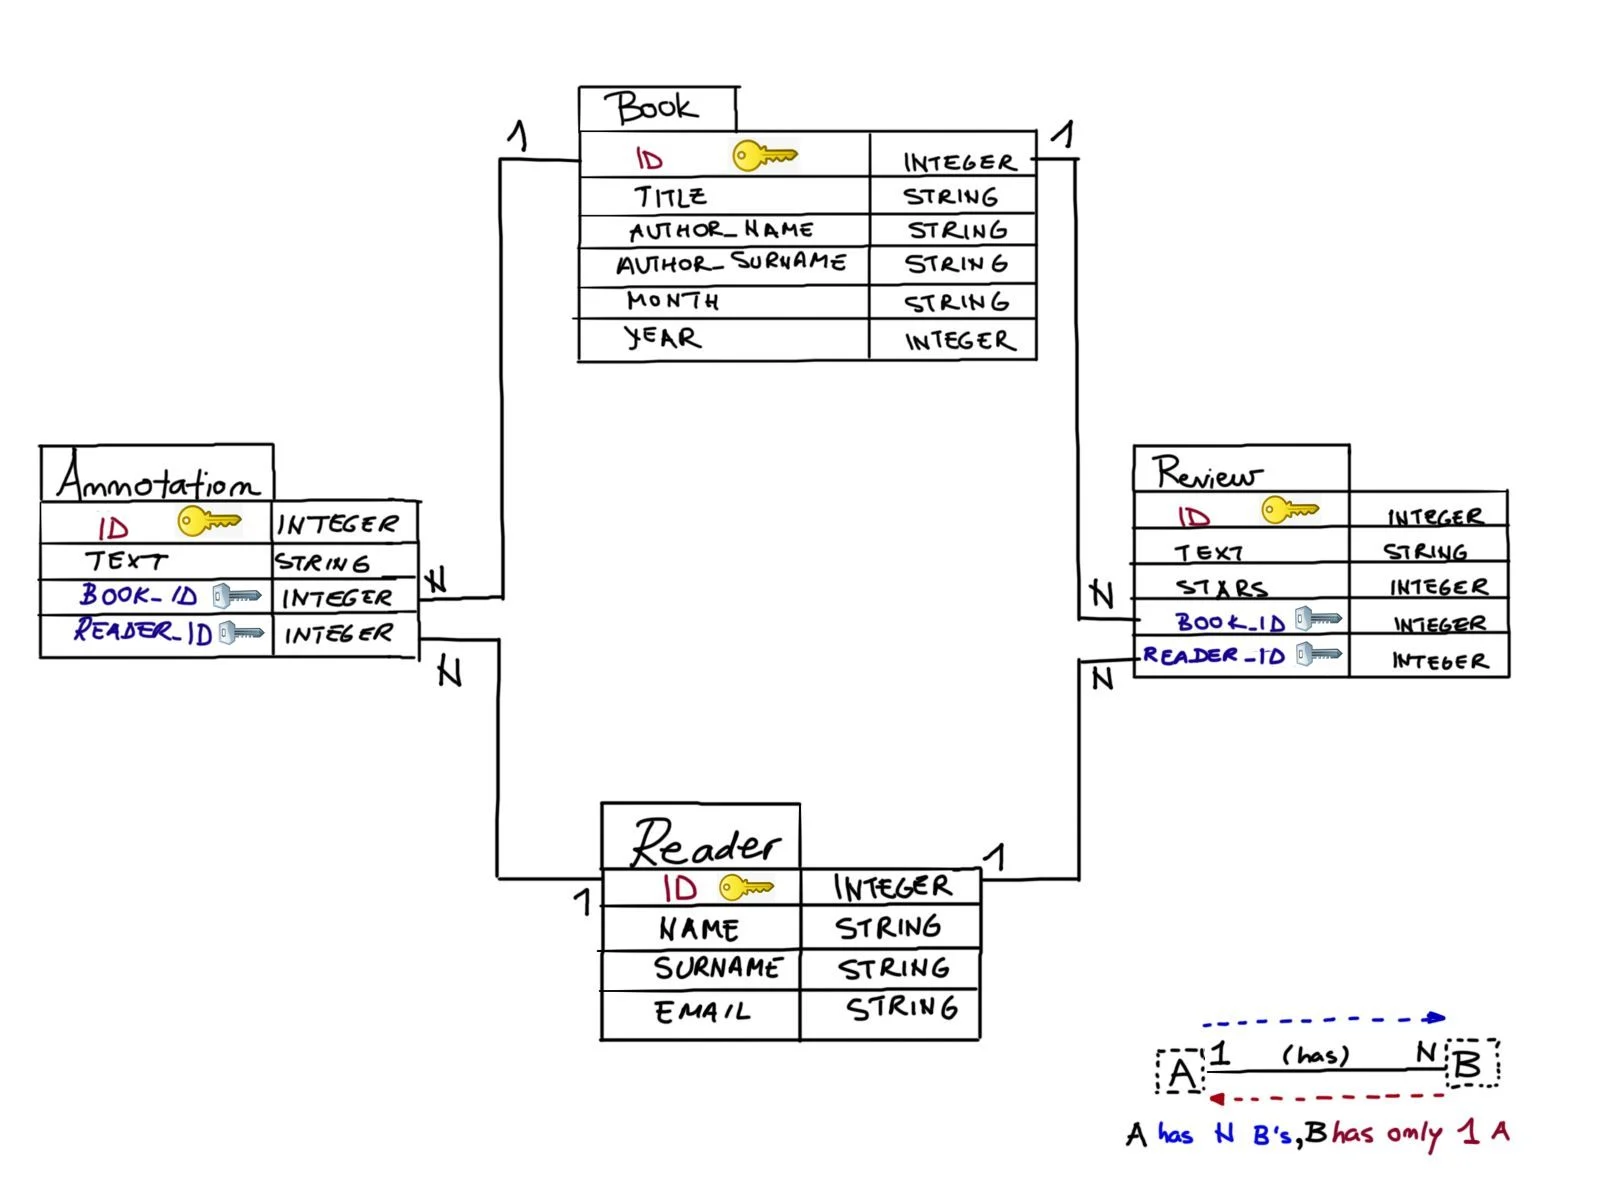 Book
1
1
ID INTEGER
TITLE STRING
AUTHOR_NAME STRING
AUTHOR_SURNAME STRING
MONTH STRING
YEAR INTEGER
Annotation
ID INTEGER
TEXT STRING
BOOK_ID INTEGER
READER_ID INTEGER
N
N
Review
ID INTEGER
TEXT STRING
STARS INTEGER
BOOK_ID INTEGER
READER_ID INTEGER
N
N
Reader
1
1
ID INTEGER
NAME STRING
SURNAME STRING
EMAIL STRING
A 1 (has) N B
A has N B's, B has only 1 A